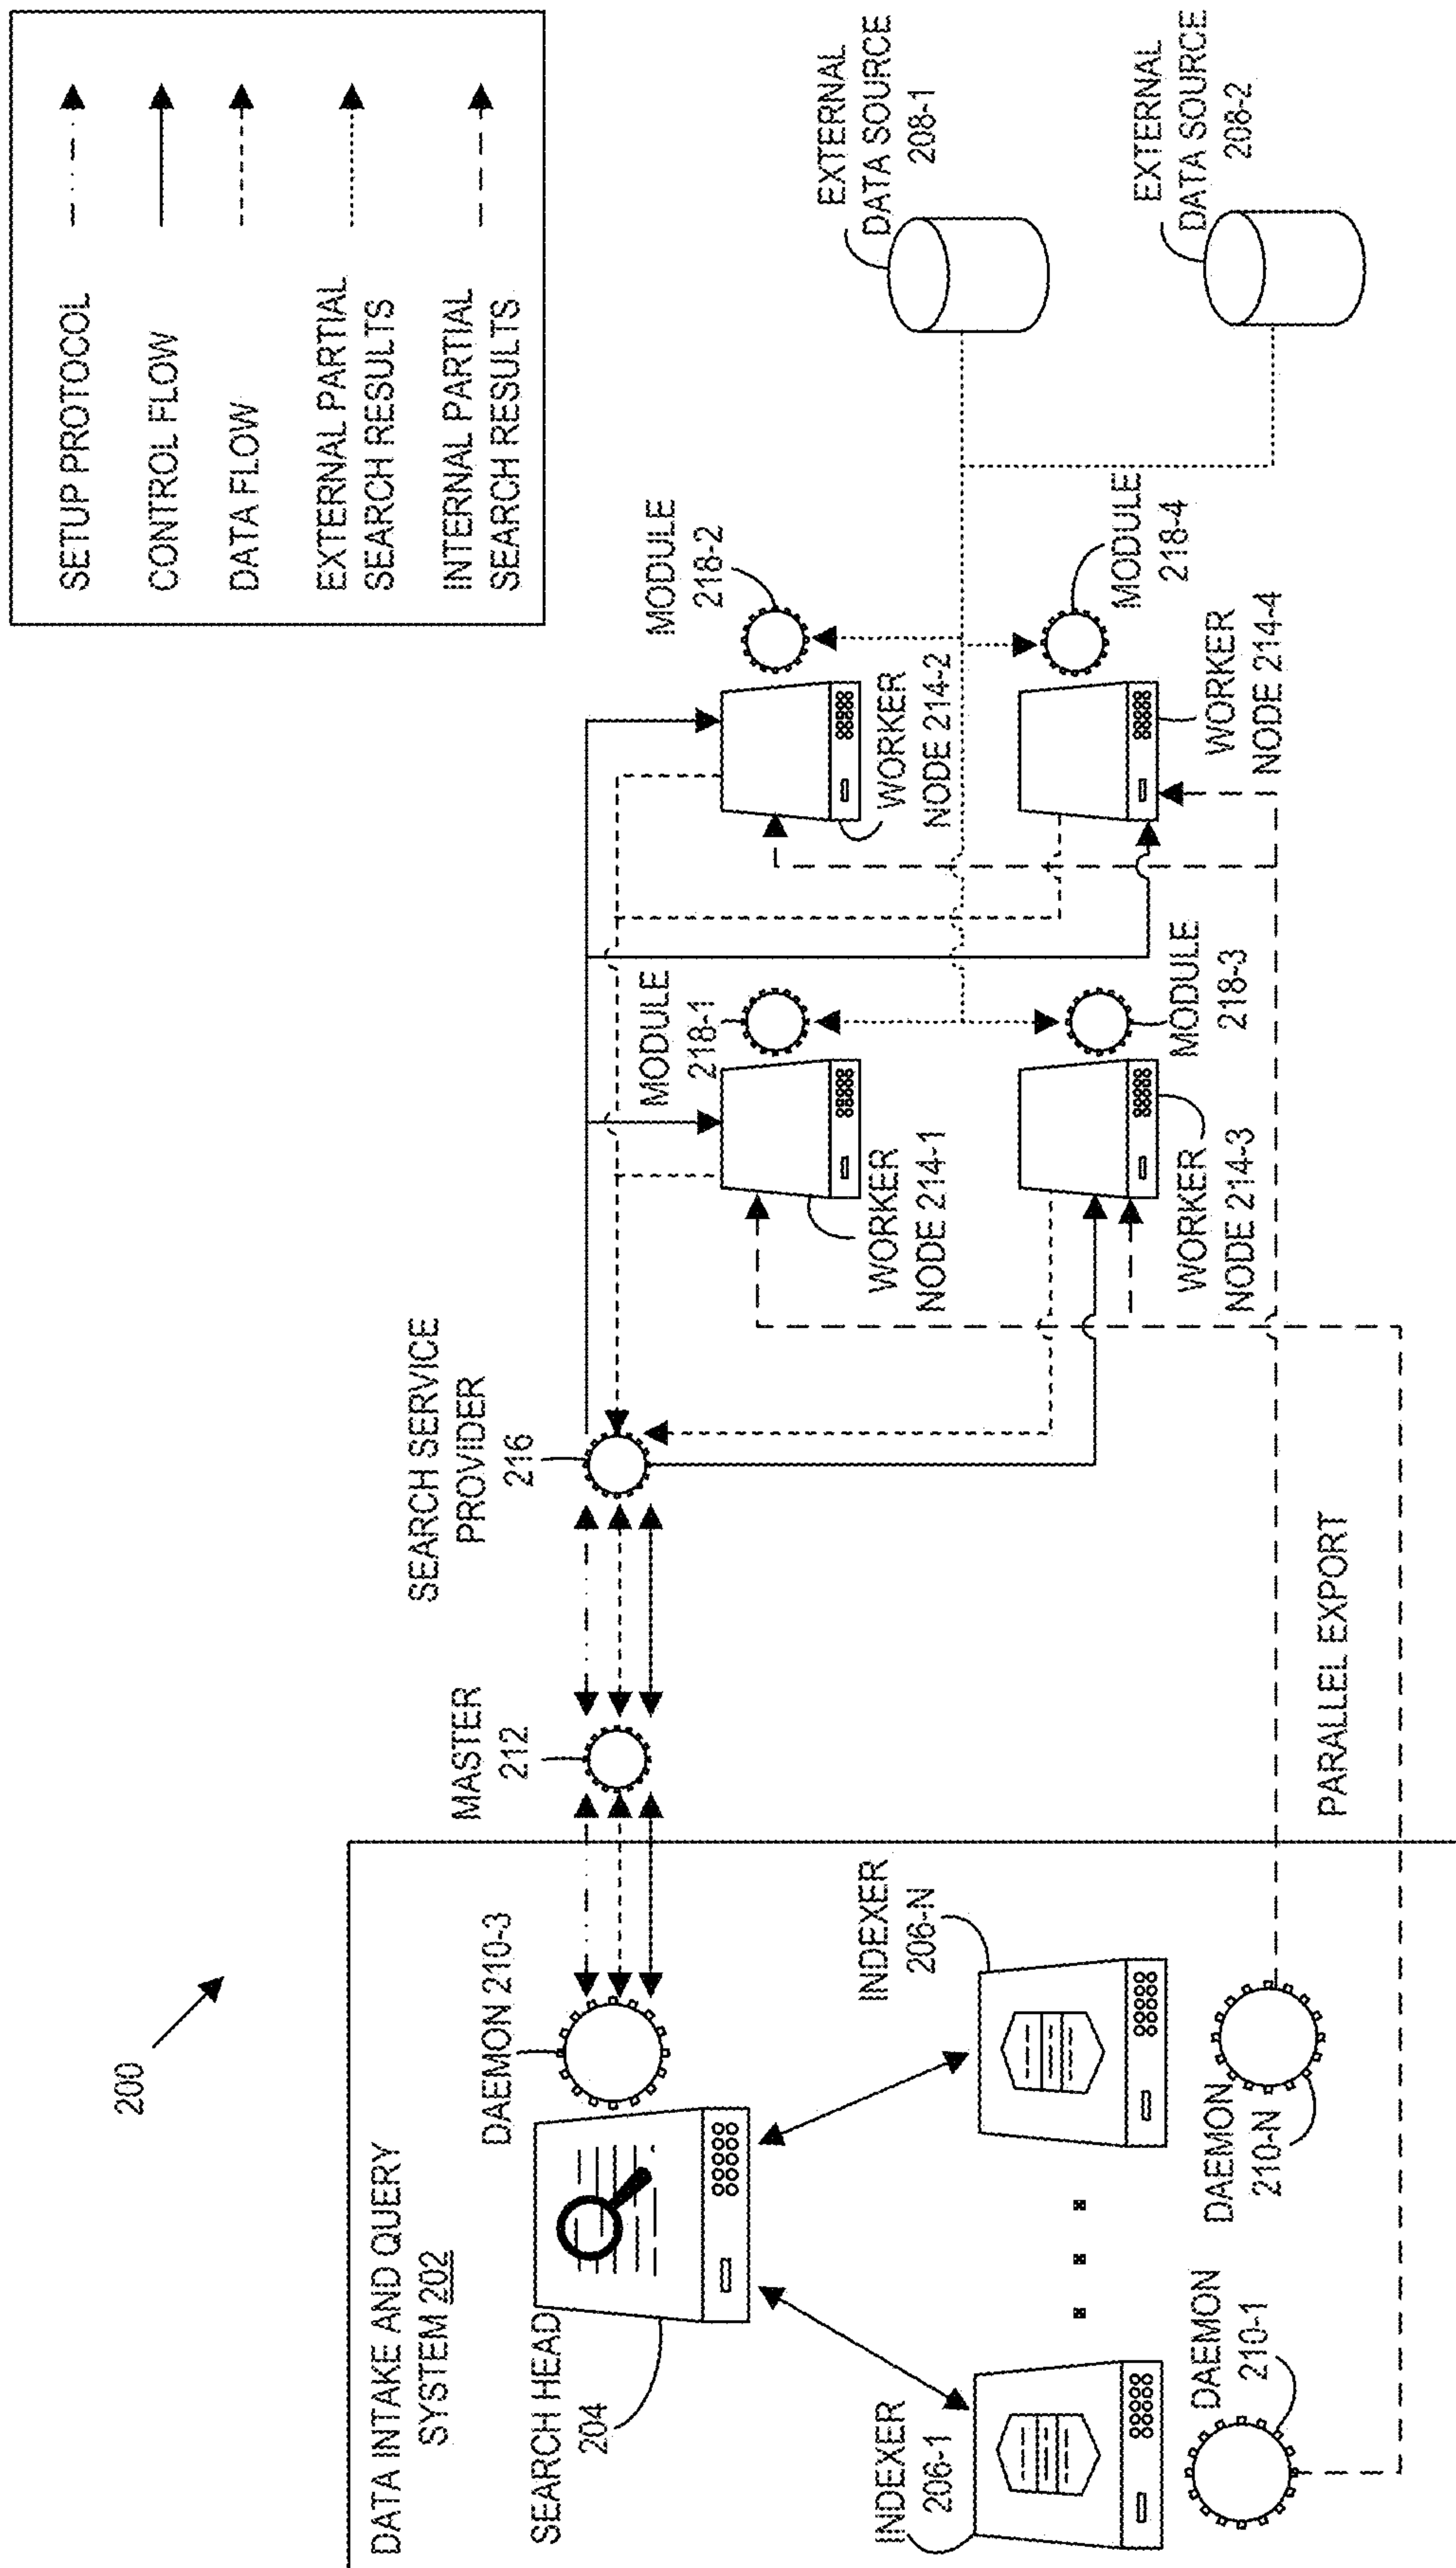 200
SETUP PROTOCOL
CONTROL FLOW
DATA FLOW
EXTERNAL PARTIAL
SEARCH RESULTS
INTERNAL PARTIAL
SEARCH RESULTS
DATA INTAKE AND QUERY
SYSTEM 202
SEARCH HEAD
204
DAEMON 210-3
MASTER
212
SEARCH SERVICE
PROVIDER
216
INDEXER
206-1
INDEXER
206-N
DAEMON
210-1
DAEMON
210-N
PARALLEL EXPORT
MODULE
218-1
WORKER
NODE 214-1
MODULE
218-2
WORKER
NODE 214-2
WORKER
NODE 214-3
MODULE
218-3
WORKER
NODE 214-4
MODULE
218-4
EXTERNAL
DATA SOURCE
208-1
EXTERNAL
DATA SOURCE
208-2